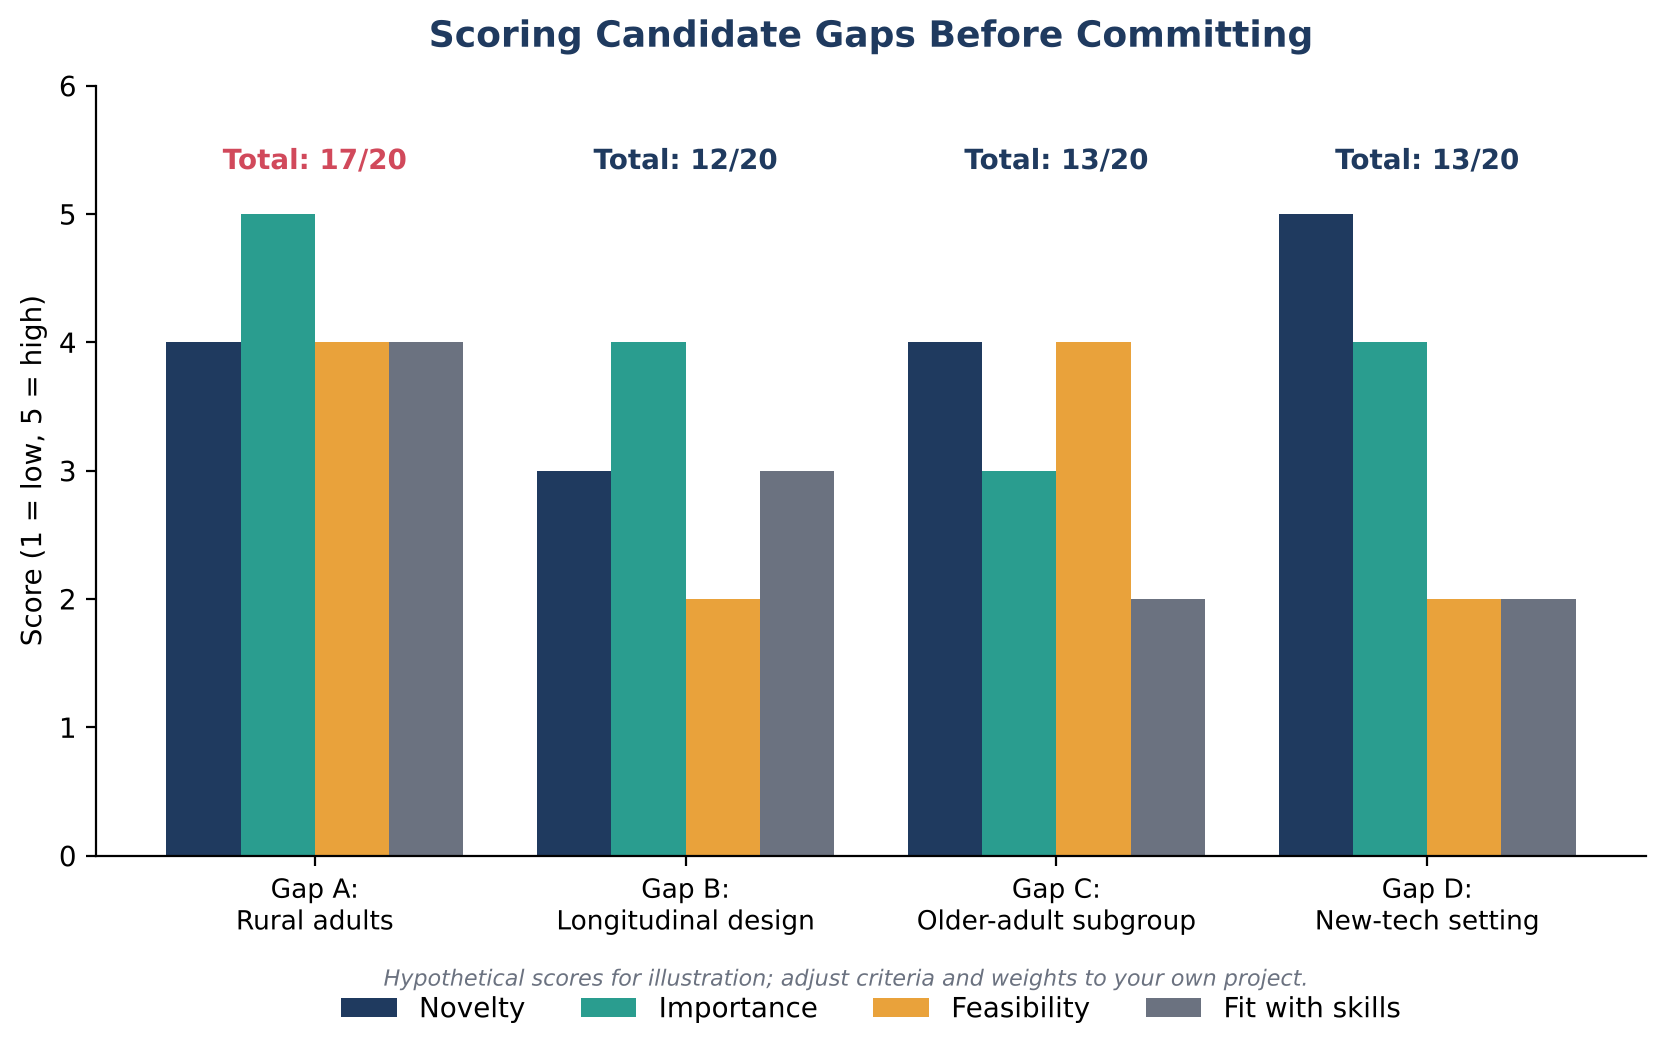 Scoring Candidate Gaps Before Committing
6
5
4
3
2
1
0
Score (1 = low, 5 = high)
Total: 17/20
Total: 12/20
Total: 13/20
Total: 13/20
Gap A:
Rural adults
Gap B:
Longitudinal design
Gap C:
Older-adult subgroup
Gap D:
New-tech setting
Hypothetical scores for illustration; adjust criteria and weights to your own project.
Novelty
Importance
Feasibility
Fit with skills